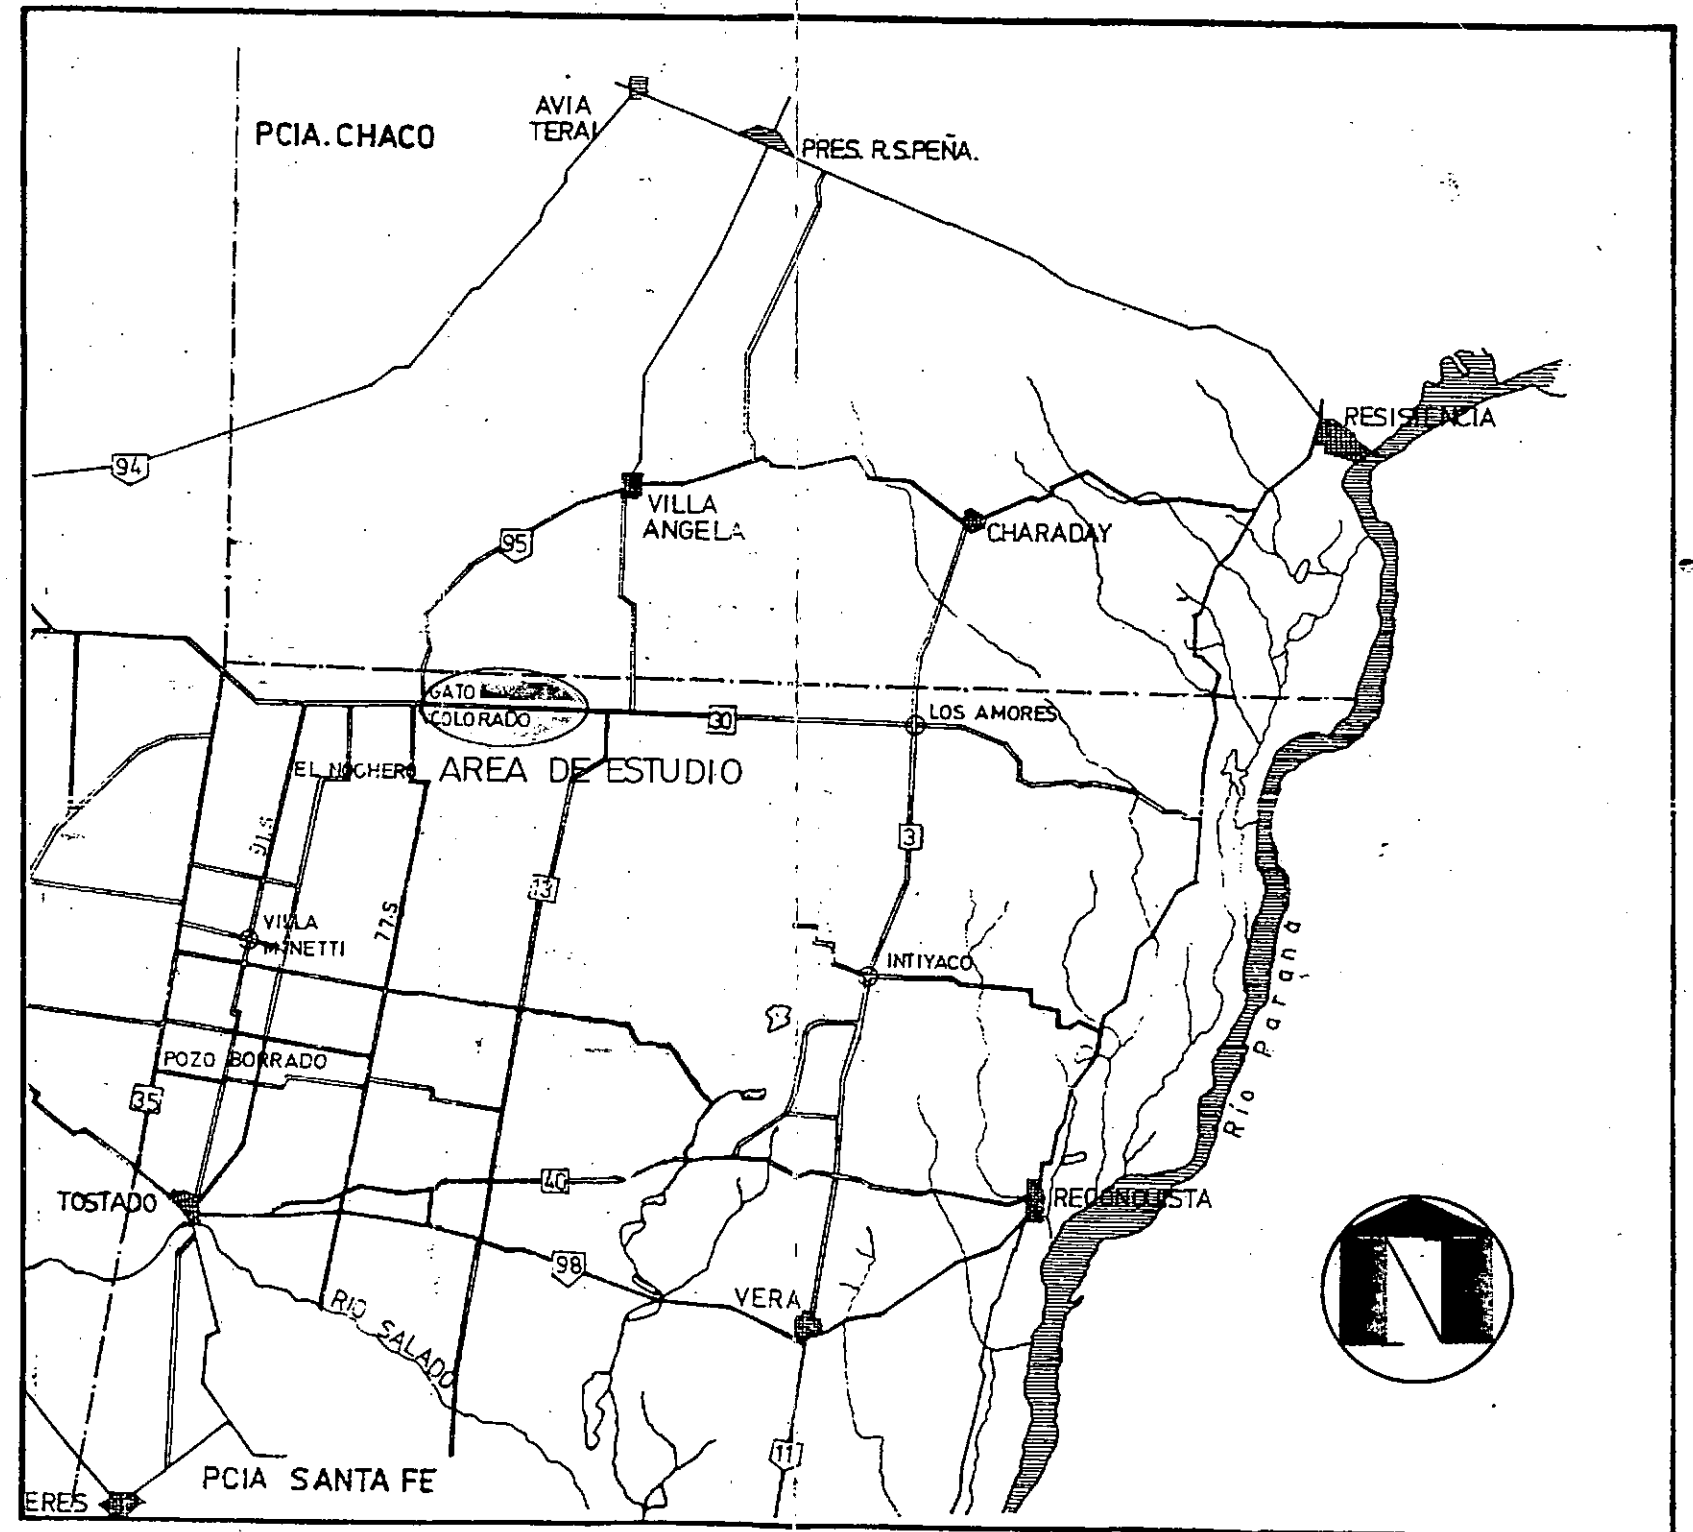 PCIA. CHACO
AVIA
TERAI
PRES. R.S.PEÑA.
RESISTENCIA
94
VILLA
ANGELA
95
CHARADAY
GATO
COLORADO
30
LOS AMORES
EL NOCHERO
AREA DE ESTUDIO
91.S
3
13
77.S
VILLA
MINETTI
INTIYACO
Río Paraná
POZO BORRADO
35
40
TOSTADO
RECONQUISTA
98
RIO SALADO
VERA
N
11
PCIA SANTA FE
ERES